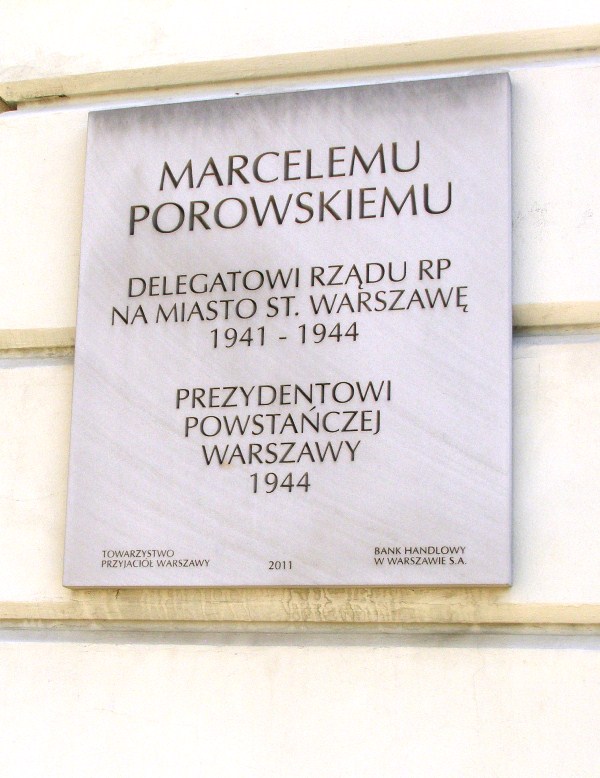 MARCELEMU
POROWSKIEMU
DELEGATOWI RZĄDU RP
NA MIASTO ST. WARSZAWĘ
1941 - 1944
PREZYDENTOWI
POWSTAŃCZEJ
WARSZAWY
1944
TOWARZYSTWO
PRZYJACIÓŁ WARSZAWY
2011
BANK HANDLOWY
W WARSZAWIE S.A.